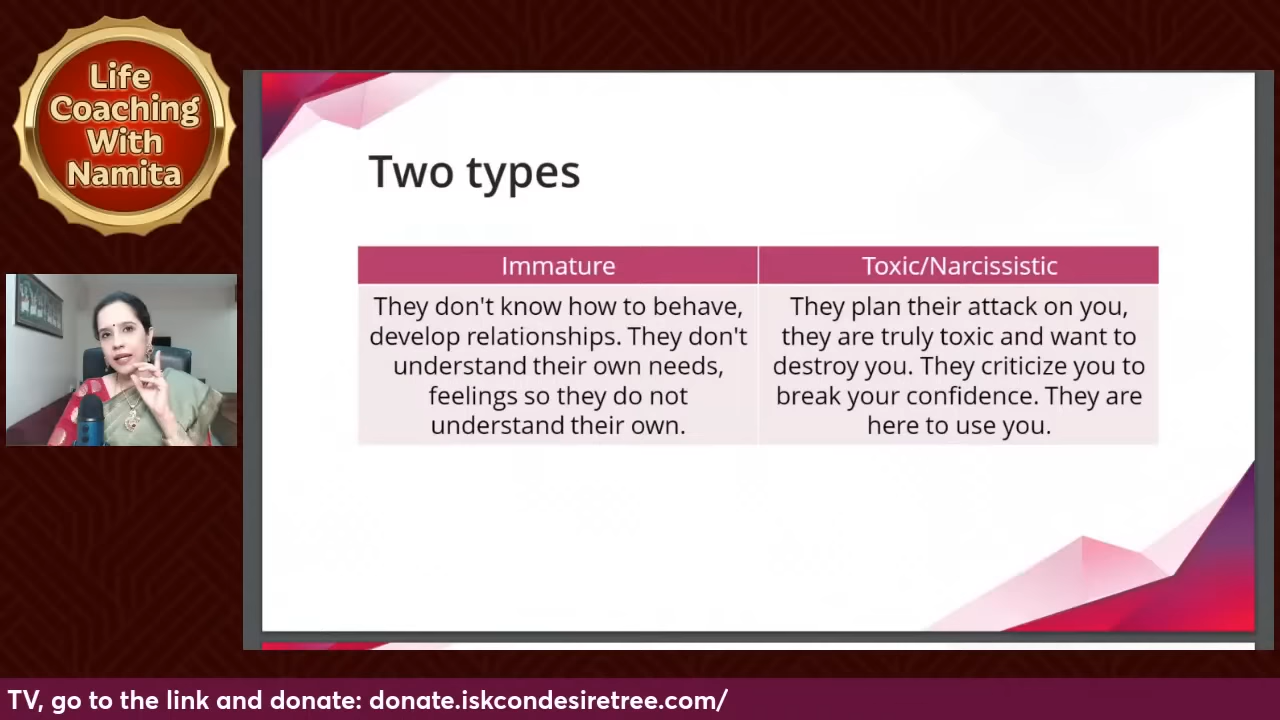 Life
Coaching
With
Namita
Two types
Immature
They don't know how to behave,
develop relationships. They don't
understand their own needs,
feelings so they do not
understand their own.
Toxic/Narcissistic
They plan their attack on you,
they are truly toxic and want to
destroy you. They criticize you to
break your confidence. They are
here to use you.
TV, go to the link and donate: donate.iskcondesiretree.com/